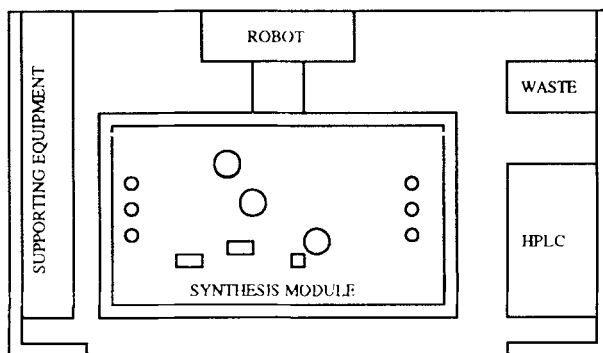 ROBOT
SUPPORTING EQUIPMENT
WASTE
HPLC
SYNTHESIS MODULE